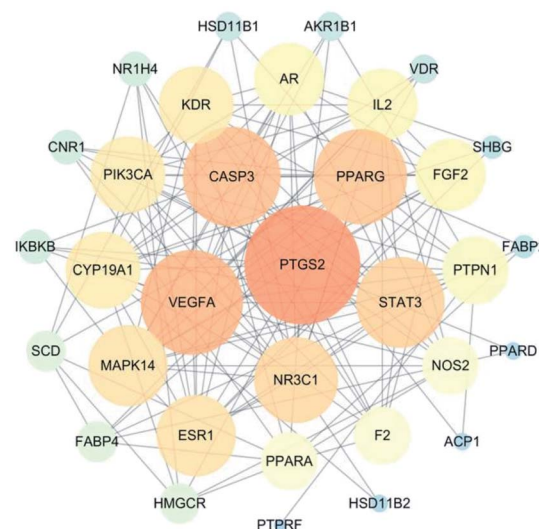 HSD11B1
AKR1B1
NR1H4
VDR
AR
KDR
IL2
CNR1
SHBG
PIK3CA
CASP3
PPARG
FGF2
IKBKB
FABP
CYP19A1
PTGS2
PTPN1
VEGFA
STAT3
SCD
MAPK14
NR3C1
NOS2
PPARD
FABP4
ESR1
PPARA
F2
ACP1
HMGCR
HSD11B2